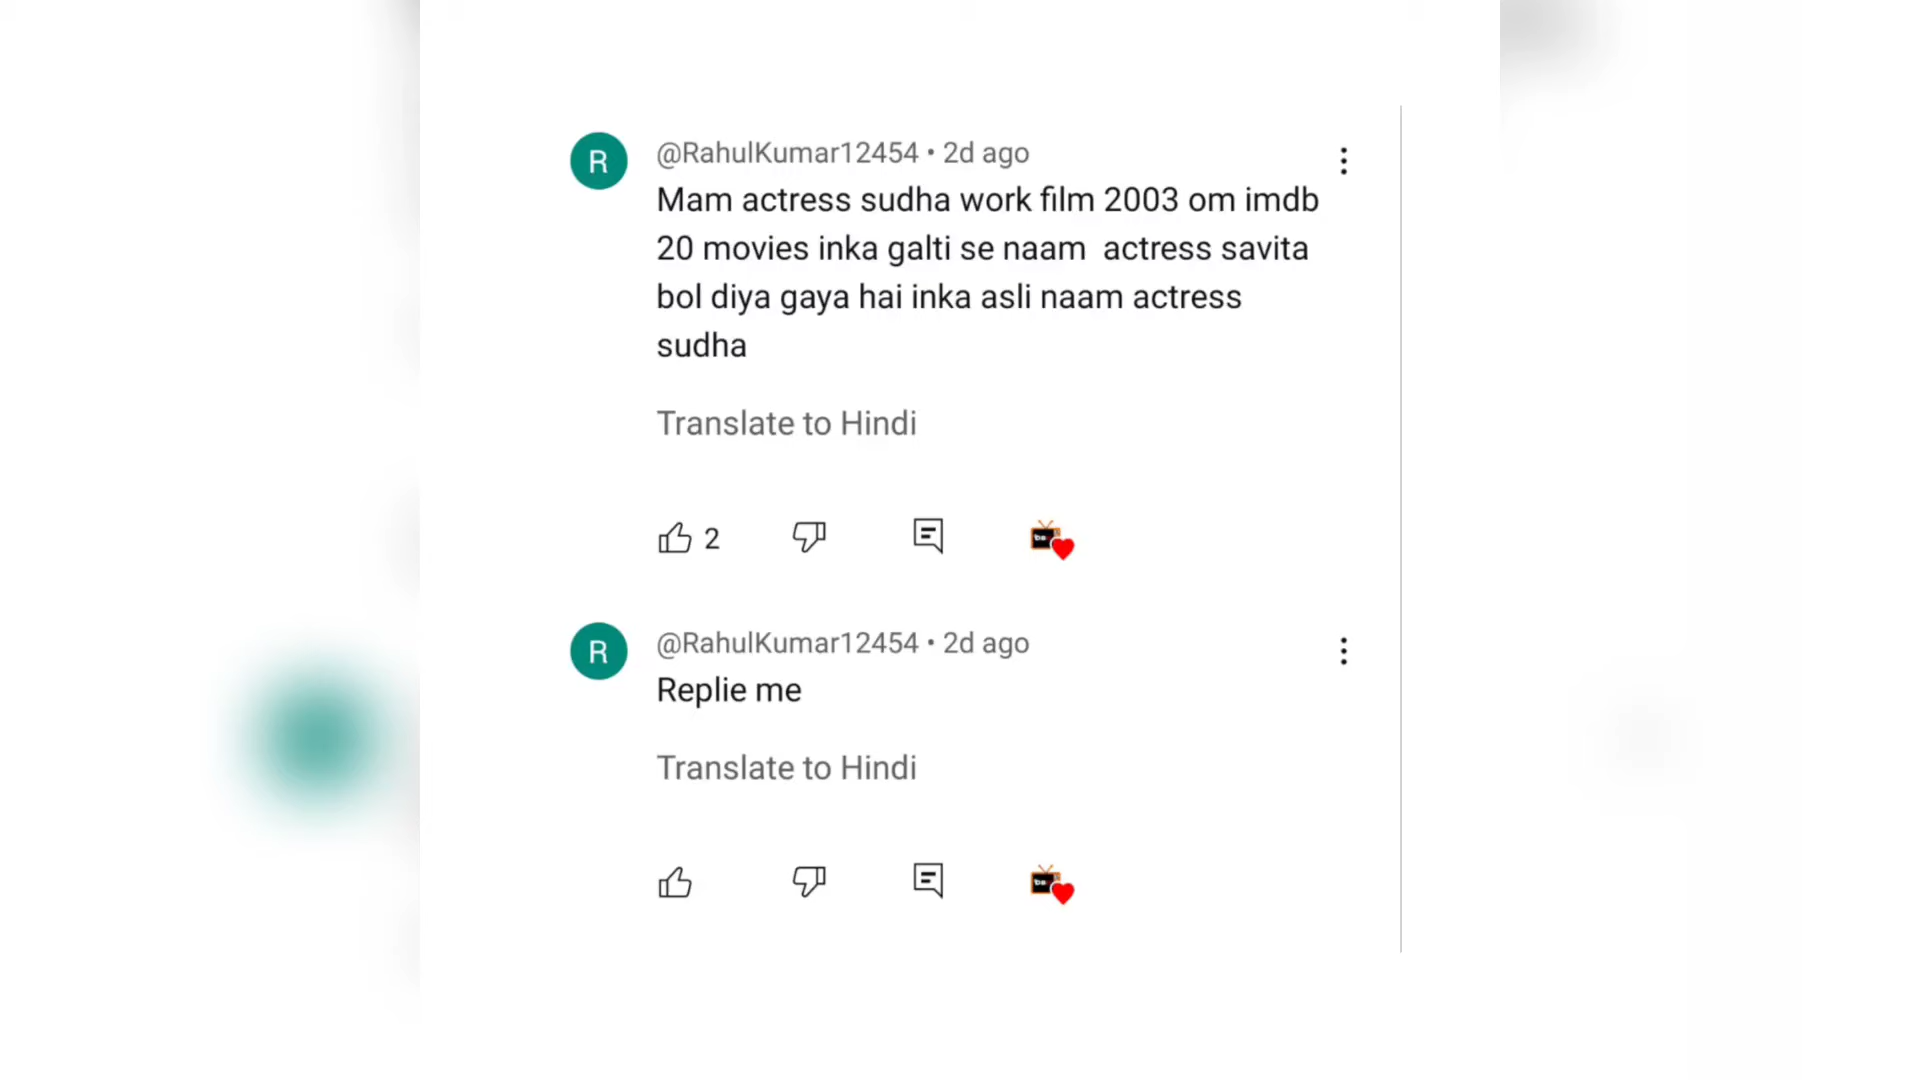 R
@RahulKumar12454 • 2d ago
Mam actress sudha work film 2003 om imdb
20 movies inka galti se naam  actress savita
bol diya gaya hai inka asli naam actress
sudha
Translate to Hindi
2
R
@RahulKumar12454 • 2d ago
Replie me
Translate to Hindi